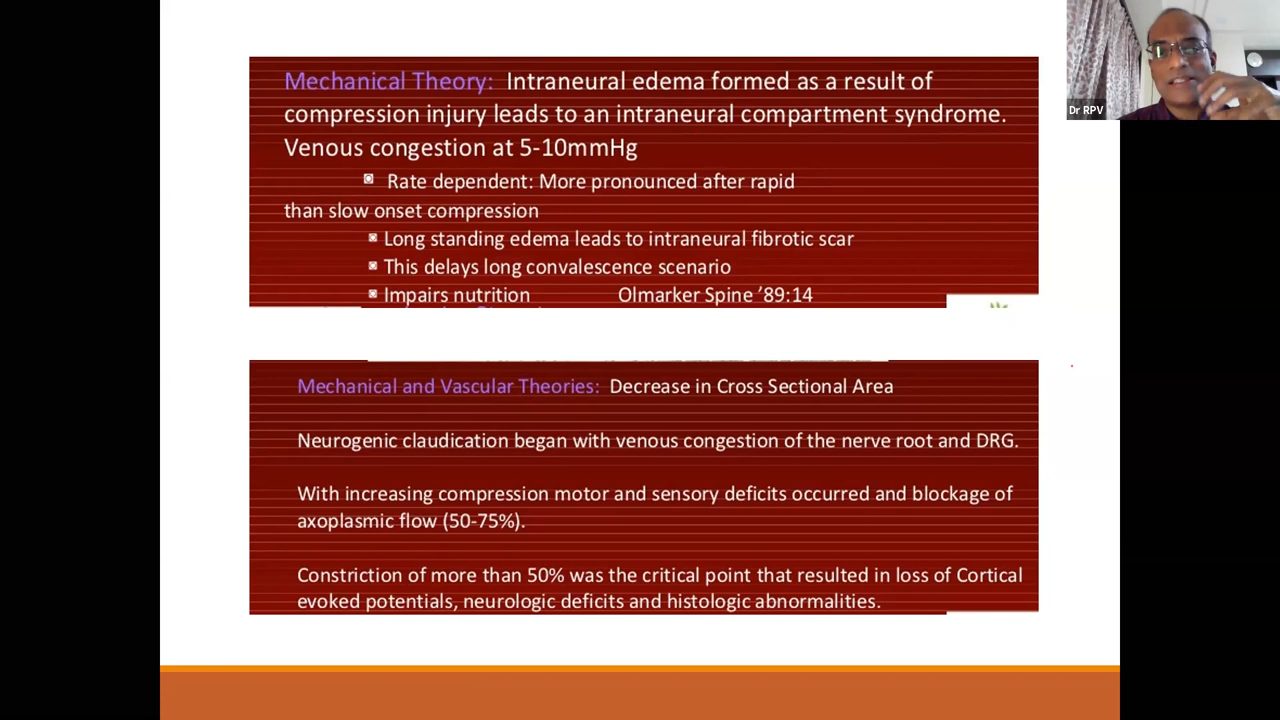 Mechanical Theory: Intraneural edema formed as a result of
compression injury leads to an intraneural compartment syndrome.
Venous congestion at 5-10mmHg
Rate dependent: More pronounced after rapid
than slow onset compression
Long standing edema leads to intraneural fibrotic scar
This delays long convalescence scenario
Impairs nutrition Olmarker Spine ’89:14
Mechanical and Vascular Theories: Decrease in Cross Sectional Area
Neurogenic claudication began with venous congestion of the nerve root and DRG.
With increasing compression motor and sensory deficits occurred and blockage of
axoplasmic flow (50-75%).
Constriction of more than 50% was the critical point that resulted in loss of Cortical
evoked potentials, neurologic deficits and histologic abnormalities.
Dr RPV